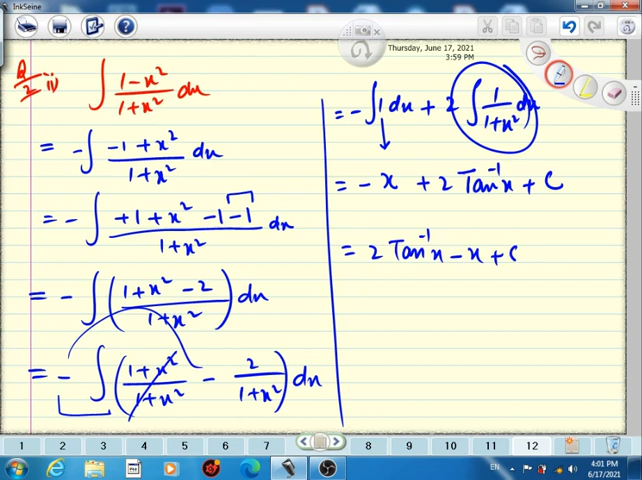 InkSeine
Thursday, June 17, 2021
3:59 PM
Q/2 ii) ∫ (1-x²)/(1+x²) dx
= -∫ (-1+x²)/(1+x²) dx
= -∫ (+1+x²-1-1)/(1+x²) dx
= -∫ ((1+x²-2)/(1+x²)) dx
= -∫ ((1+x²)/(1+x²) - 2/(1+x²)) dx
= -∫ 1 dx + 2 ∫ 1/(1+x²) dx
= -x + 2 Tan⁻¹x + C
= 2 Tan⁻¹x - x + C
1 2 3 4 5 6 7 8 9 10 11 12
EN 4:01 PM
6/17/2021